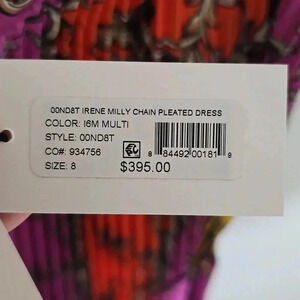 00ND8T IRENE MILLY CHAIN PLEATED DRESS
COLOR: I6M MULTI
STYLE: 00ND8T
CO#: 934756
8 84492 00181 9
SIZE: 8
$395.00